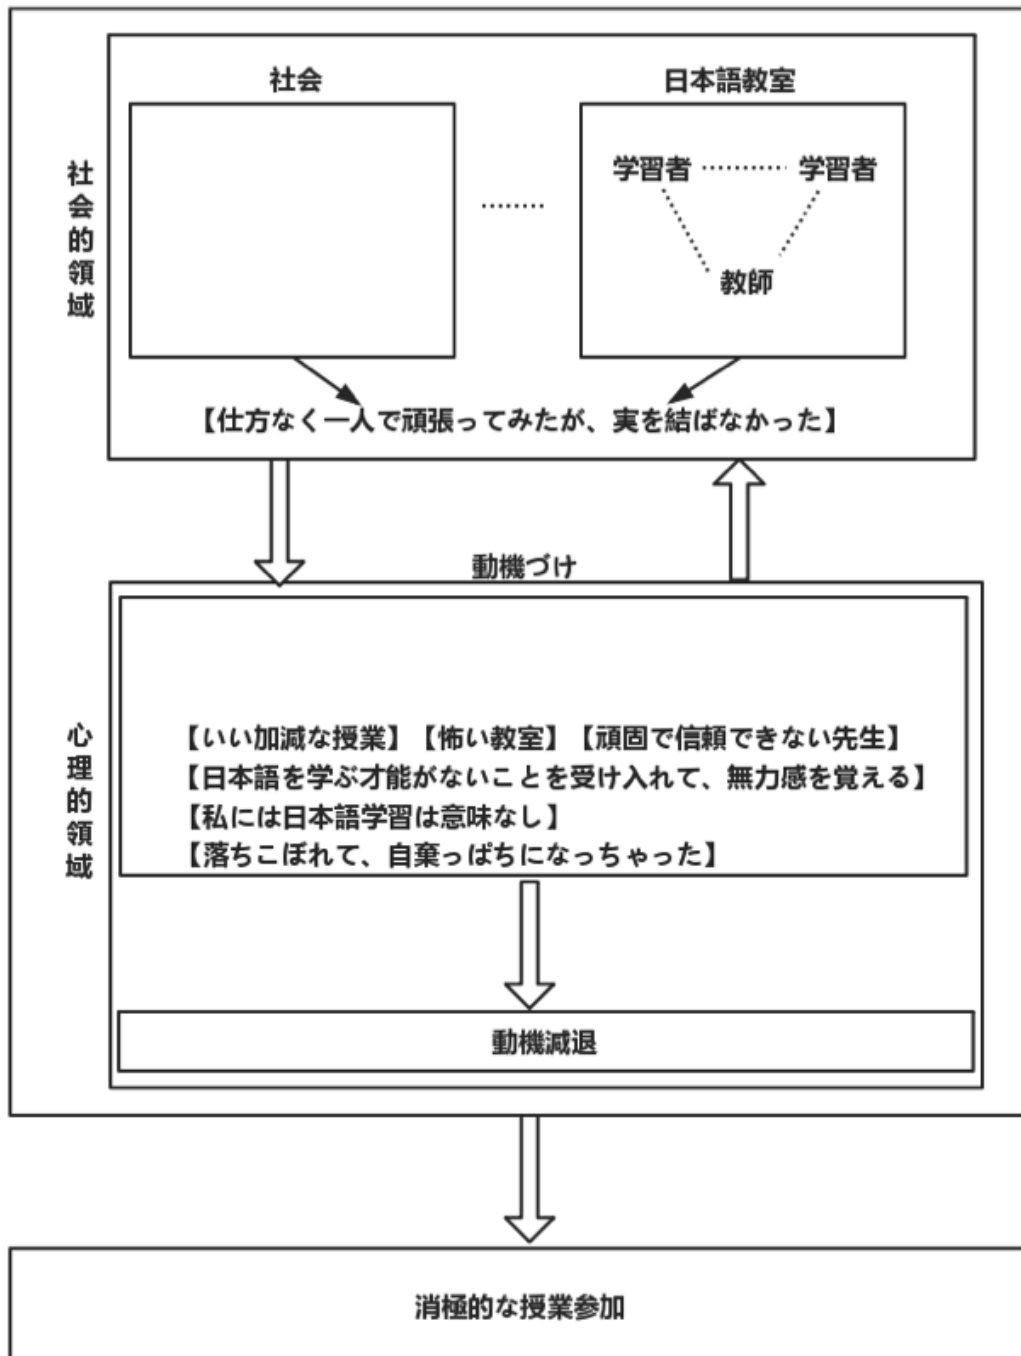 社会
日本語教室
学習者
学習者
教師
社会的領域
【仕方なく一人で頑張ってみたが、実を結ばなかった】
動機づけ
心理的領域
【いい加減な授業】【怖い教室】【頑固で信頼できない先生】
【日本語を学ぶ才能がないことを受け入れて、無力感を覚える】
【私には日本語学習は意味なし】
【落ちこぼれて、自棄っぱちになっちゃった】
動機減退
消極的な授業参加